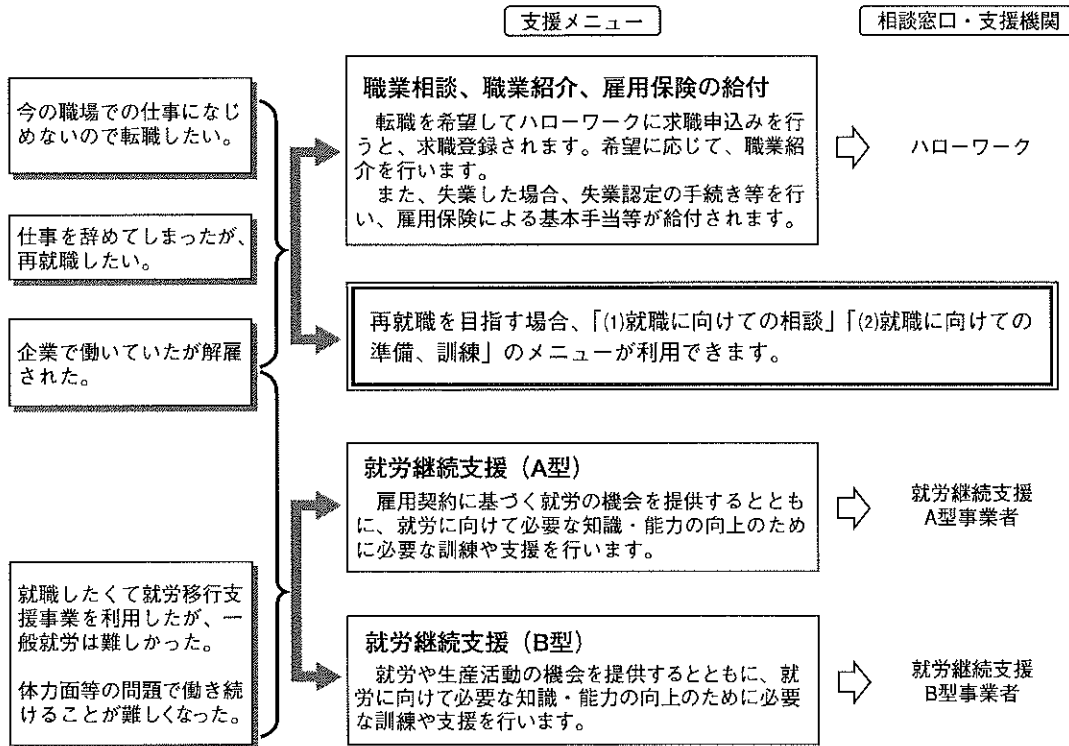 支援メニュー
相談窓口・支援機関
今の職場での仕事になじ
めないので転職したい。
仕事を辞めてしまったが、
再就職したい。
企業で働いていたが解雇
された。
就職したくて就労移行支
援事業を利用したが、一
般就労は難しかった。
体力面等の問題で働き続
けることが難しくなった。
職業相談、職業紹介、雇用保険の給付
転職を希望してハローワークに求職申込みを行
うと、求職登録されます。希望に応じて、職業紹
介を行います。
また、失業した場合、失業認定の手続き等を行
い、雇用保険による基本手当等が給付されます。
ハローワーク
再就職を目指す場合、「⑴就職に向けての相談」「⑵就職に向けての
準備、訓練」のメニューが利用できます。
就労継続支援（A型）
雇用契約に基づく就労の機会を提供するととも
に、就労に向けて必要な知識・能力の向上のため
に必要な訓練や支援を行います。
就労継続支援
A型事業者
就労継続支援（B型）
就労や生産活動の機会を提供するとともに、就
労に向けて必要な知識・能力の向上のために必要
な訓練や支援を行います。
就労継続支援
B型事業者